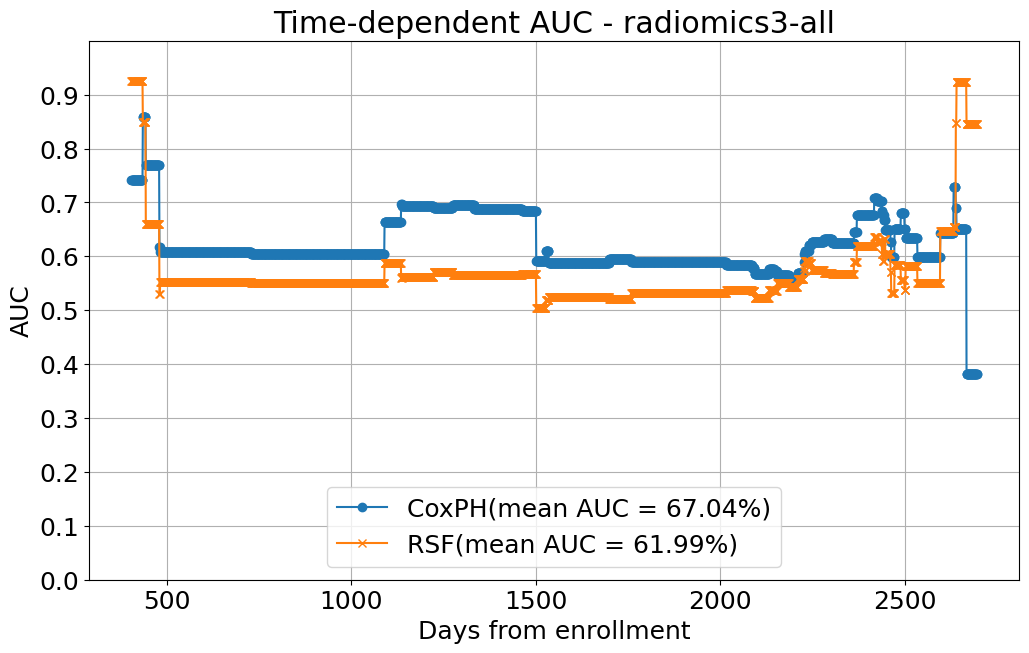 Time-dependent AUC - radiomics3-all
AUC
0.9
0.8
0.7
0.6
0.5
0.4
0.3
0.2
0.1
0.0
CoxPH(mean AUC = 67.04%)
RSF(mean AUC = 61.99%)
500 1000 1500 2000 2500
Days from enrollment